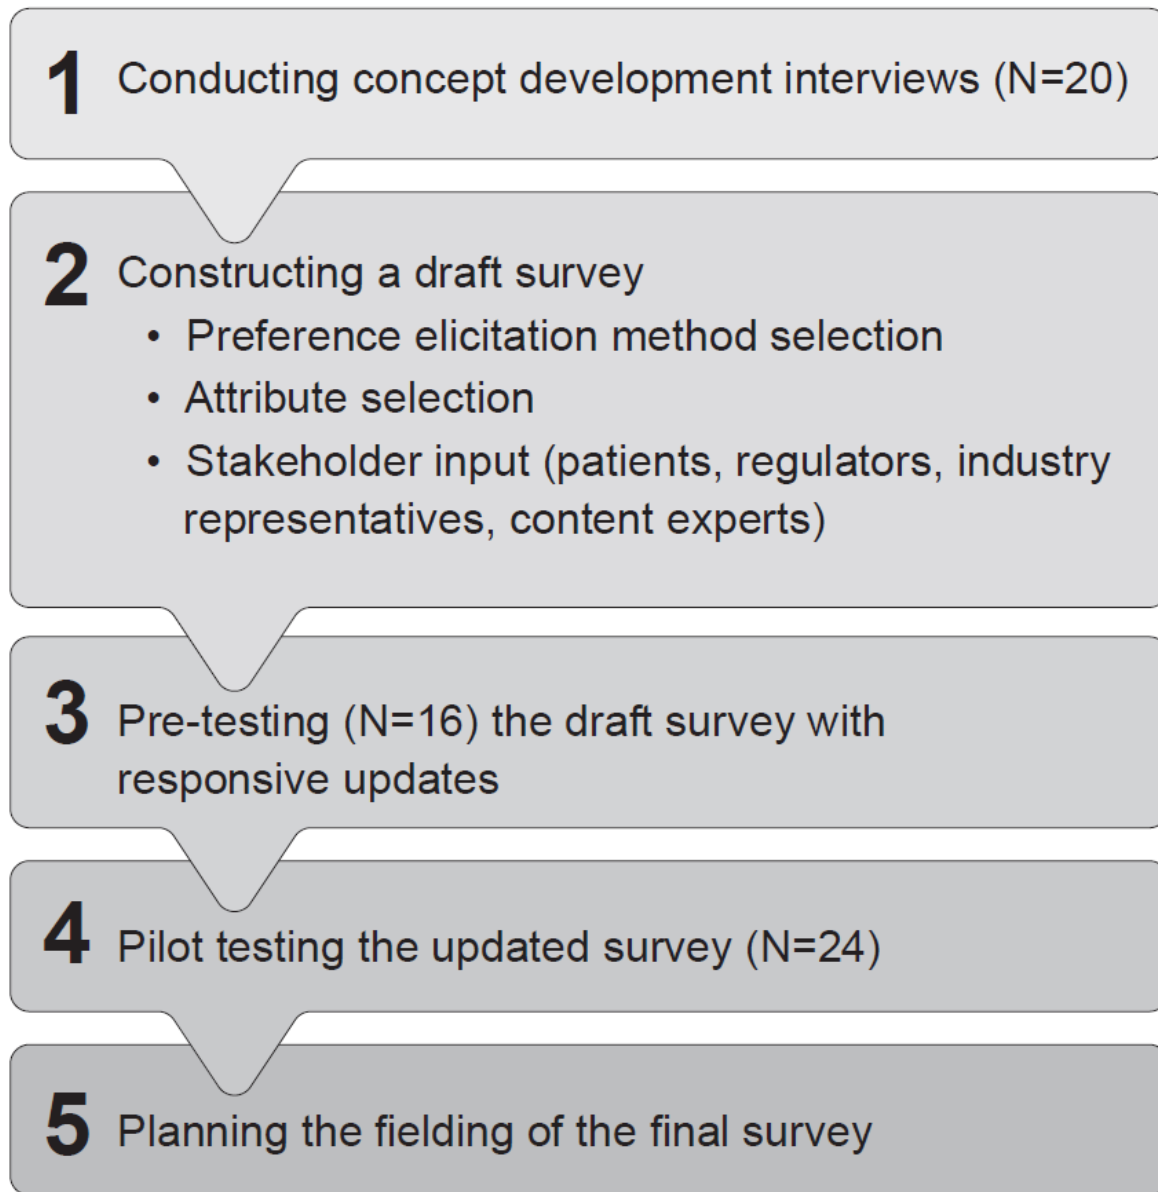 1 Conducting concept development interviews (N=20)
2 Constructing a draft survey
• Preference elicitation method selection
• Attribute selection
• Stakeholder input (patients, regulators, industry
representatives, content experts)
3 Pre-testing (N=16) the draft survey with
responsive updates
4 Pilot testing the updated survey (N=24)
5 Planning the fielding of the final survey